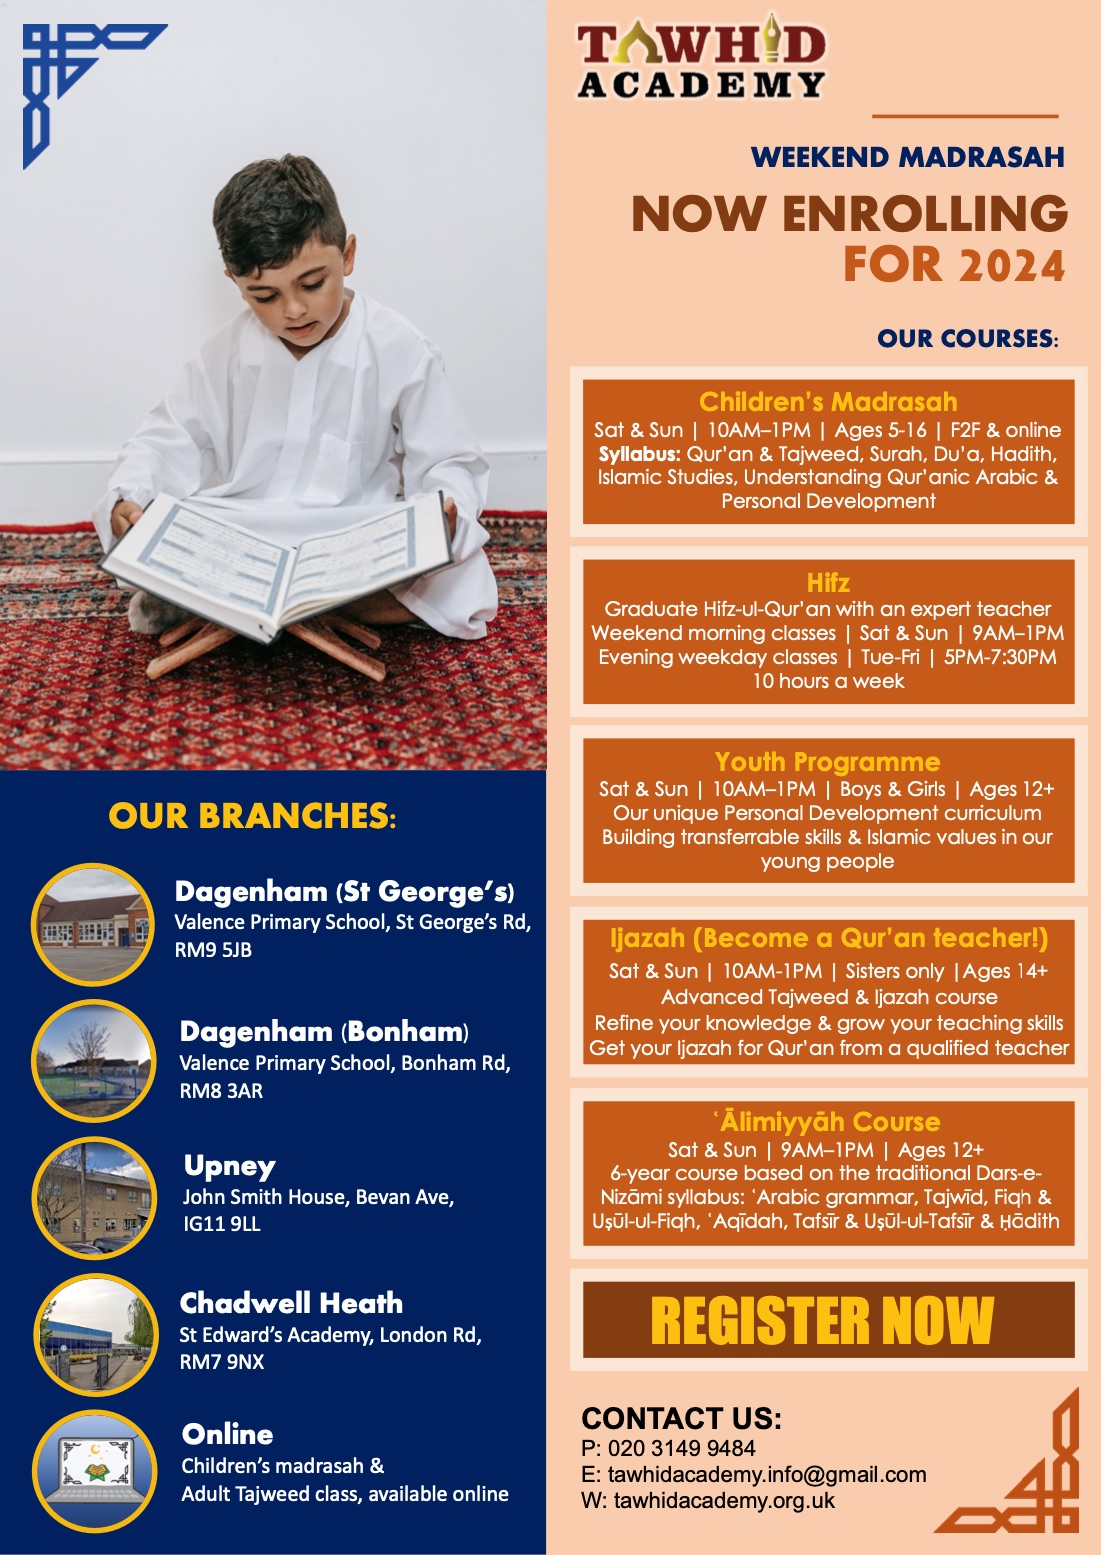 TAWHID
ACADEMY
WEEKEND MADRASAH
NOW ENROLLING
FOR 2024
OUR COURSES:
Children's Madrasah
Sat & Sun | 10AM–1PM | Ages 5-16 | F2F & online
Syllabus: Qur'an & Tajweed, Surah, Du'a, Hadith,
Islamic Studies, Understanding Qur'anic Arabic &
Personal Development
Hifz
Graduate Hifz-ul-Qur'an with an expert teacher
Weekend morning classes | Sat & Sun | 9AM–1PM
Evening weekday classes | Tue-Fri | 5PM-7:30PM
10 hours a week
Youth Programme
Sat & Sun | 10AM–1PM | Boys & Girls | Ages 12+
Our unique Personal Development curriculum
Building transferrable skills & Islamic values in our
young people
Ijazah (Become a Qur'an teacher!)
Sat & Sun | 10AM-1PM | Sisters only |Ages 14+
Advanced Tajweed & Ijazah course
Refine your knowledge & grow your teaching skills
Get your Ijazah for Qur'an from a qualified teacher
ʿĀlimiyyāh Course
Sat & Sun | 9AM–1PM | Ages 12+
6-year course based on the traditional Dars-e-
Nizāmi syllabus: ʿArabic grammar, Tajwīd, Fiqh &
Uṣūl-ul-Fiqh, ʿAqīdah, Tafsīr & Uṣūl-ul-Tafsīr & Ḥādith
REGISTER NOW
CONTACT US:
P: 020 3149 9484
E: tawhidacademy.info@gmail.com
W: tawhidacademy.org.uk
OUR BRANCHES:
Dagenham (St George's)
Valence Primary School, St George's Rd,
RM9 5JB
Dagenham (Bonham)
Valence Primary School, Bonham Rd,
RM8 3AR
Upney
John Smith House, Bevan Ave,
IG11 9LL
Chadwell Heath
St Edward's Academy, London Rd,
RM7 9NX
Online
Children's madrasah &
Adult Tajweed class, available online